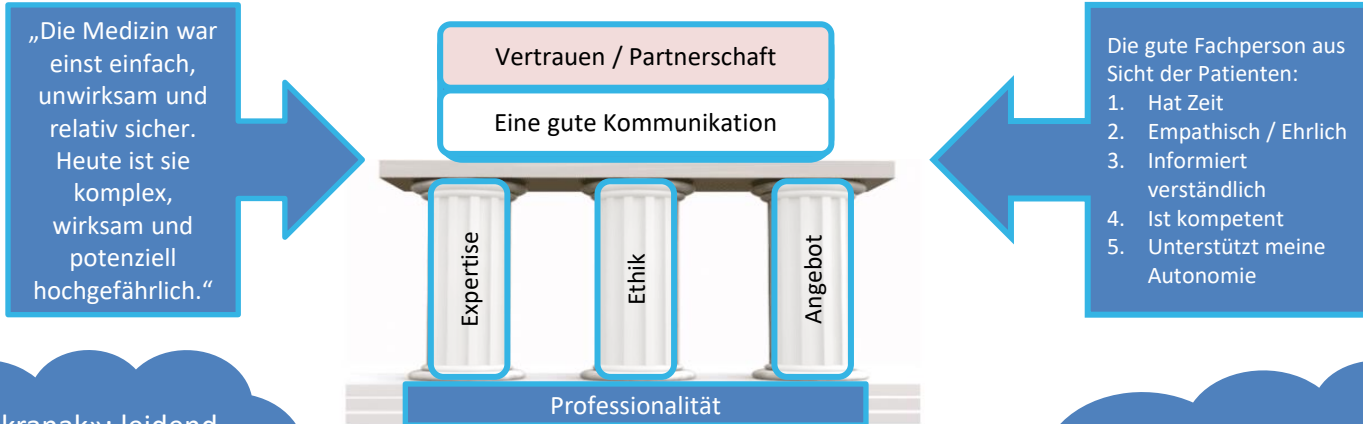 „Die Medizin war
einst einfach,
unwirksam und
relativ sicher.
Heute ist sie
komplex,
wirksam und
potenziell
hochgefährlich.“
Vertrauen / Partnerschaft
Eine gute Kommunikation
Expertise
Ethik
Angebot
Professionalität
Die gute Fachperson aus
Sicht der Patienten:
1. Hat Zeit
2. Empathisch / Ehrlich
3. Informiert
verständlich
4. Ist kompetent
5. Unterstützt meine
Autonomie